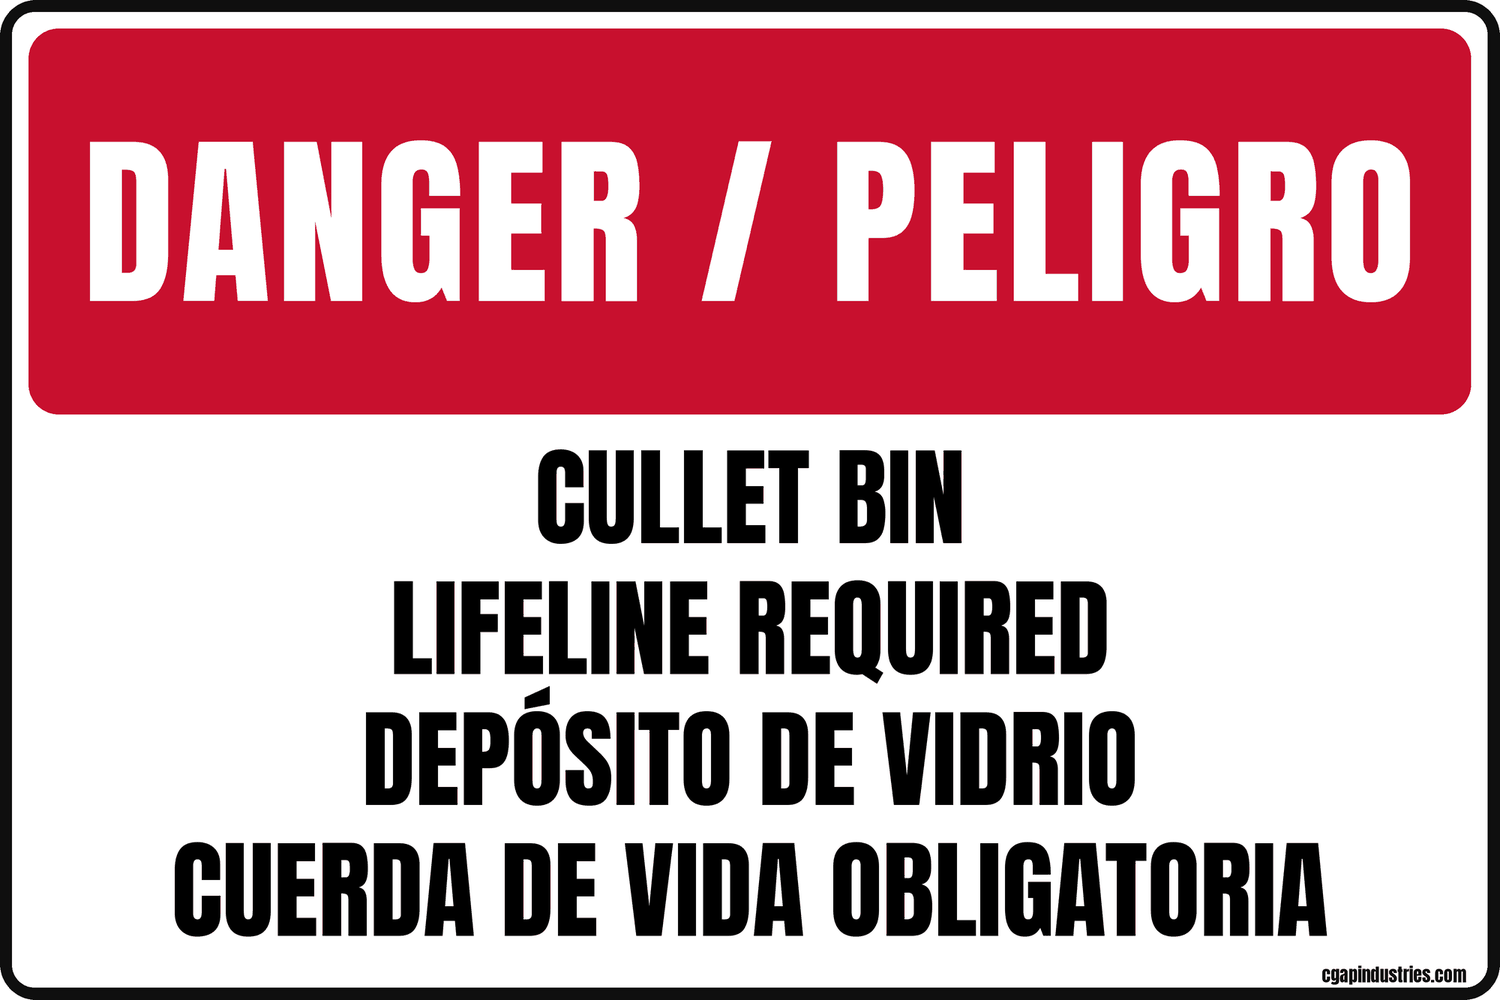 DANGER / PELIGRO
CULLET BIN
LIFELINE REQUIRED
DEPÓSITO DE VIDRIO
CUERDA DE VIDA OBLIGATORIA
cgapindustries.com